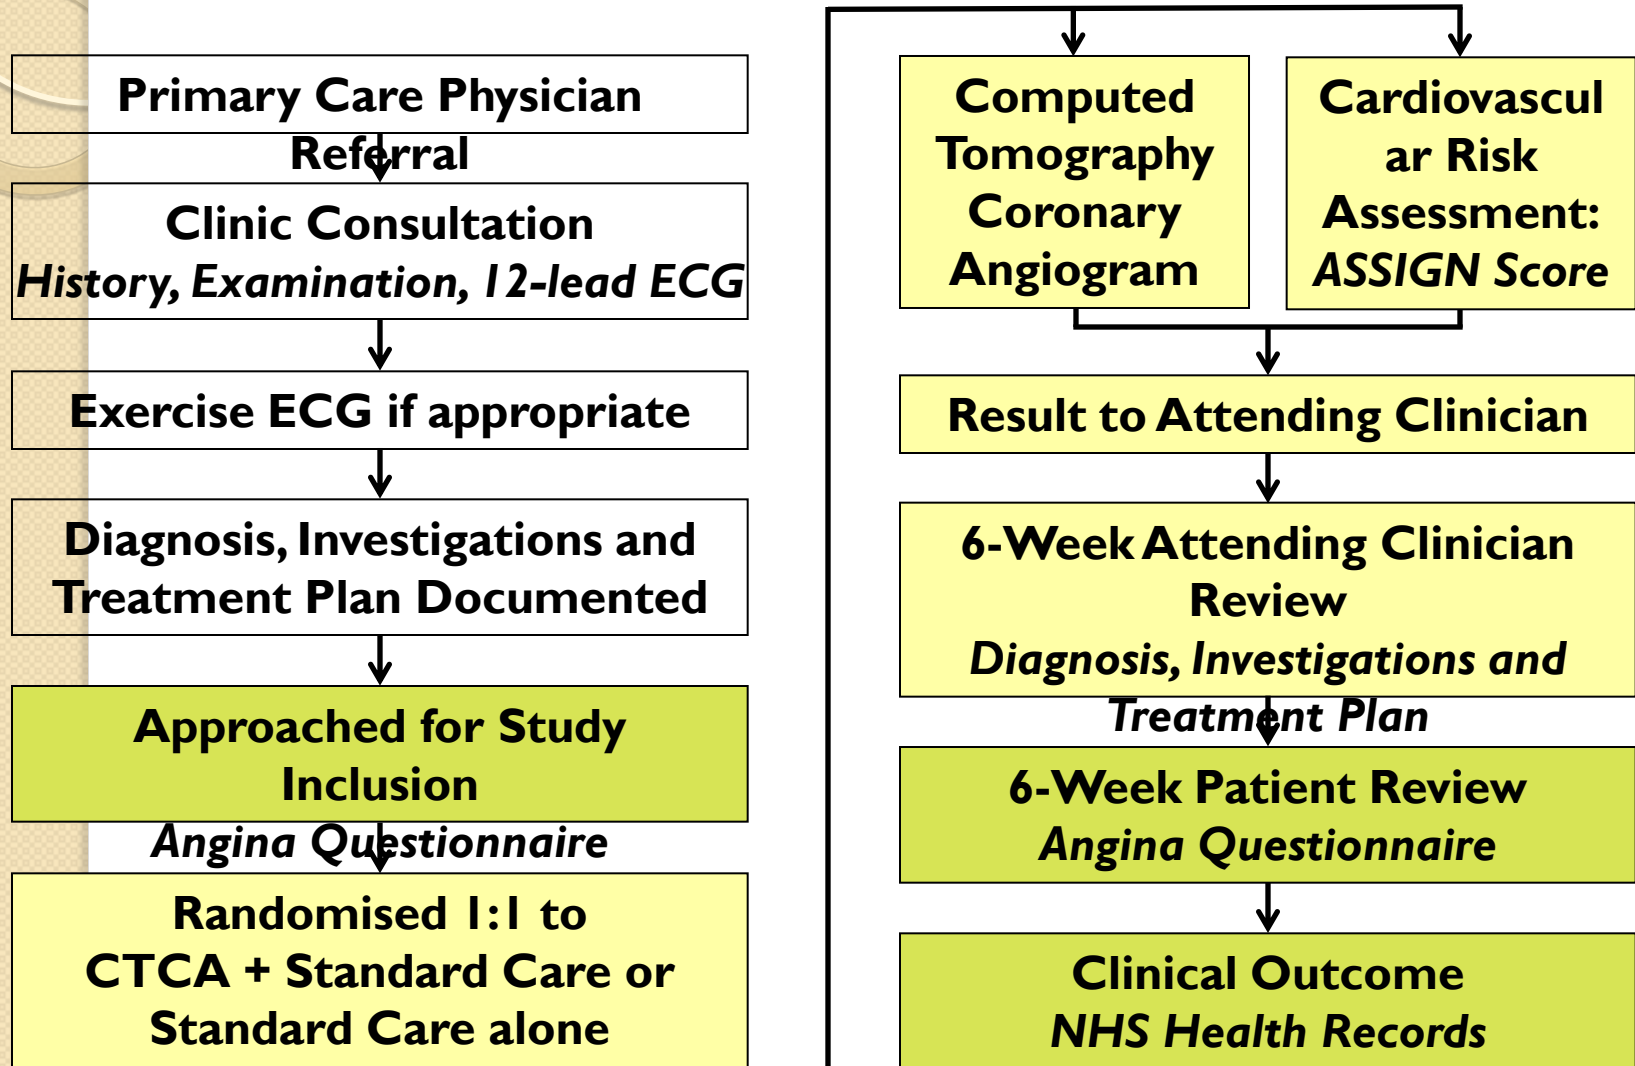 Primary Care Physician
Referral
Clinic Consultation
History, Examination, 12-lead ECG
Exercise ECG if appropriate
Diagnosis, Investigations and
Treatment Plan Documented
Approached for Study
Inclusion
Angina Questionnaire
Randomised 1:1 to
CTCA + Standard Care or
Standard Care alone
Computed
Tomography
Coronary
Angiogram
Cardiovascul
ar Risk
Assessment:
ASSIGN Score
Result to Attending Clinician
6-Week Attending Clinician
Review
Diagnosis, Investigations and
Treatment Plan
6-Week Patient Review
Angina Questionnaire
Clinical Outcome
NHS Health Records